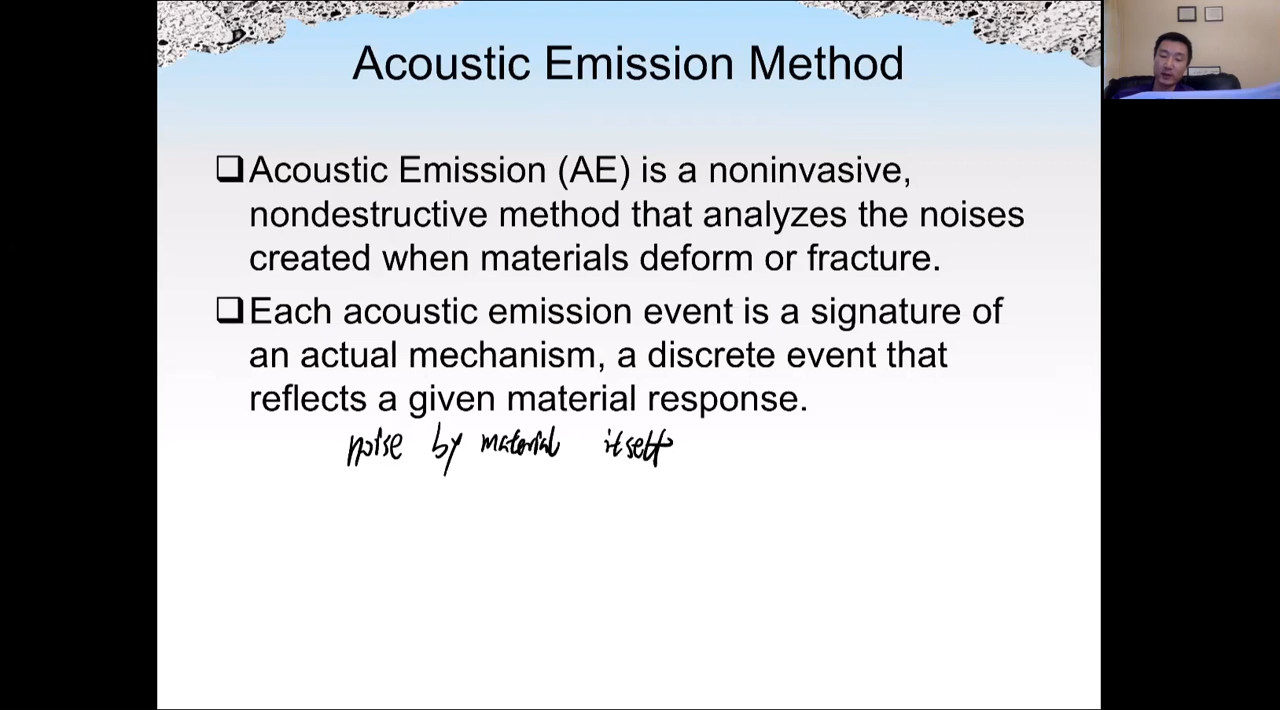 Acoustic Emission Method
❑Acoustic Emission (AE) is a noninvasive,
nondestructive method that analyzes the noises
created when materials deform or fracture.
❑Each acoustic emission event is a signature of
an actual mechanism, a discrete event that
reflects a given material response.
noise by material itself